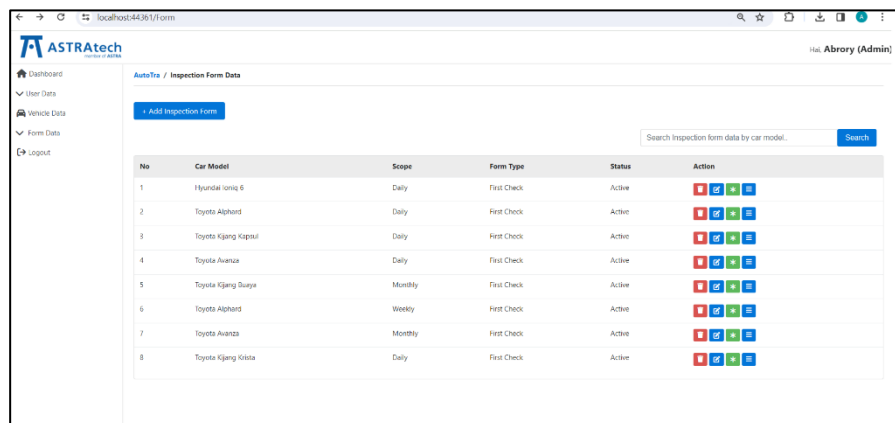 localhost:44361/Form
A
ASTRAtech
member of ASTRA
Hai, Abrory (Admin)
Dashboard
User Data
Vehicle Data
Form Data
Logout
AutoTra / Inspection Form Data
+ Add Inspection Form
Search Inspection form data by car model.. Search
No Car Model Scope Form Type Status Action
1 Hyundai Ioniq 6 Daily First Check Active
2 Toyota Alphard Daily First Check Active
3 Toyota Kijang Kapsul Daily First Check Active
4 Toyota Avanza Daily First Check Active
5 Toyota Kijang Buaya Monthly First Check Active
6 Toyota Alphard Weekly First Check Active
7 Toyota Avanza Monthly First Check Active
8 Toyota Kijang Krista Daily First Check Active